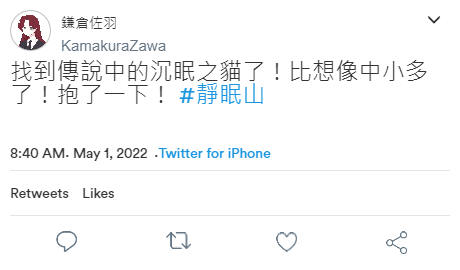 鎌倉佐羽
KamakuraZawa
找到傳說中的沉眠之貓了！比想像中小多
了！抱了一下！ #靜眠山
8:40 AM. May 1, 2022 .Twitter for iPhone
Retweets Likes